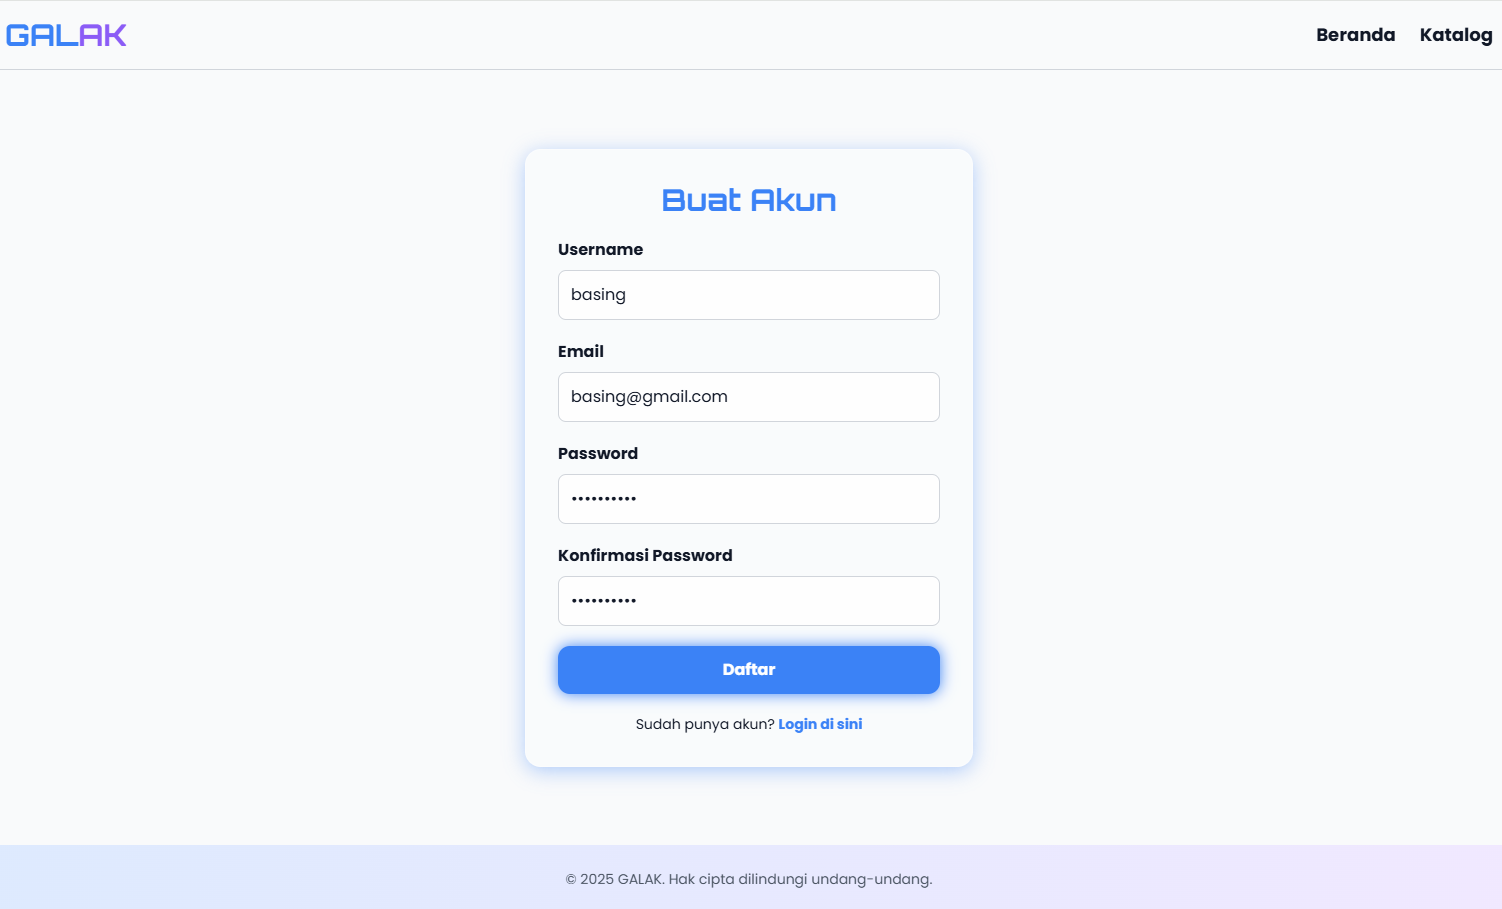 GALAK
Beranda Katalog
Buat Akun
Username
basing
Email
basing@gmail.com
Password
••••••••••
Konfirmasi Password
••••••••••
Daftar
Sudah punya akun? Login di sini
© 2025 GALAK. Hak cipta dilindungi undang-undang.